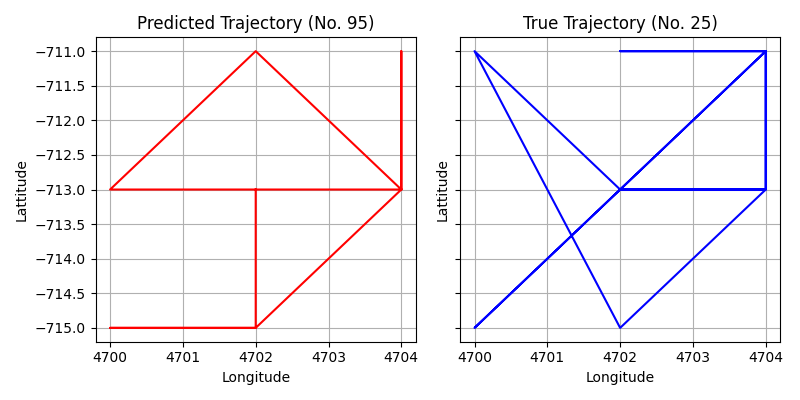 Predicted Trajectory (No. 95)
True Trajectory (No. 25)
−711.0
−711.5
−712.0
−712.5
−713.0
−713.5
−714.0
−714.5
−715.0
Lattitude
Lattitude
4700 4701 4702 4703 4704
4700 4701 4702 4703 4704
Longitude
Longitude